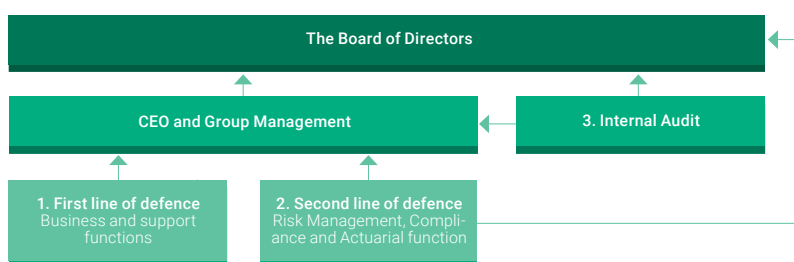 The Board of Directors
CEO and Group Management
3. Internal Audit
1. First line of defence
Business and support
functions
2. Second line of defence
Risk Management, Compli-
ance and Actuarial function